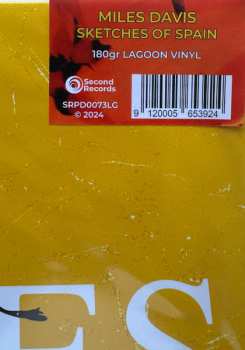 MILES DAVIS
SKETCHES OF SPAIN
180gr LAGOON VINYL
Second
Records
SRPD0073LG
© 2024
9 120005 653924
ES